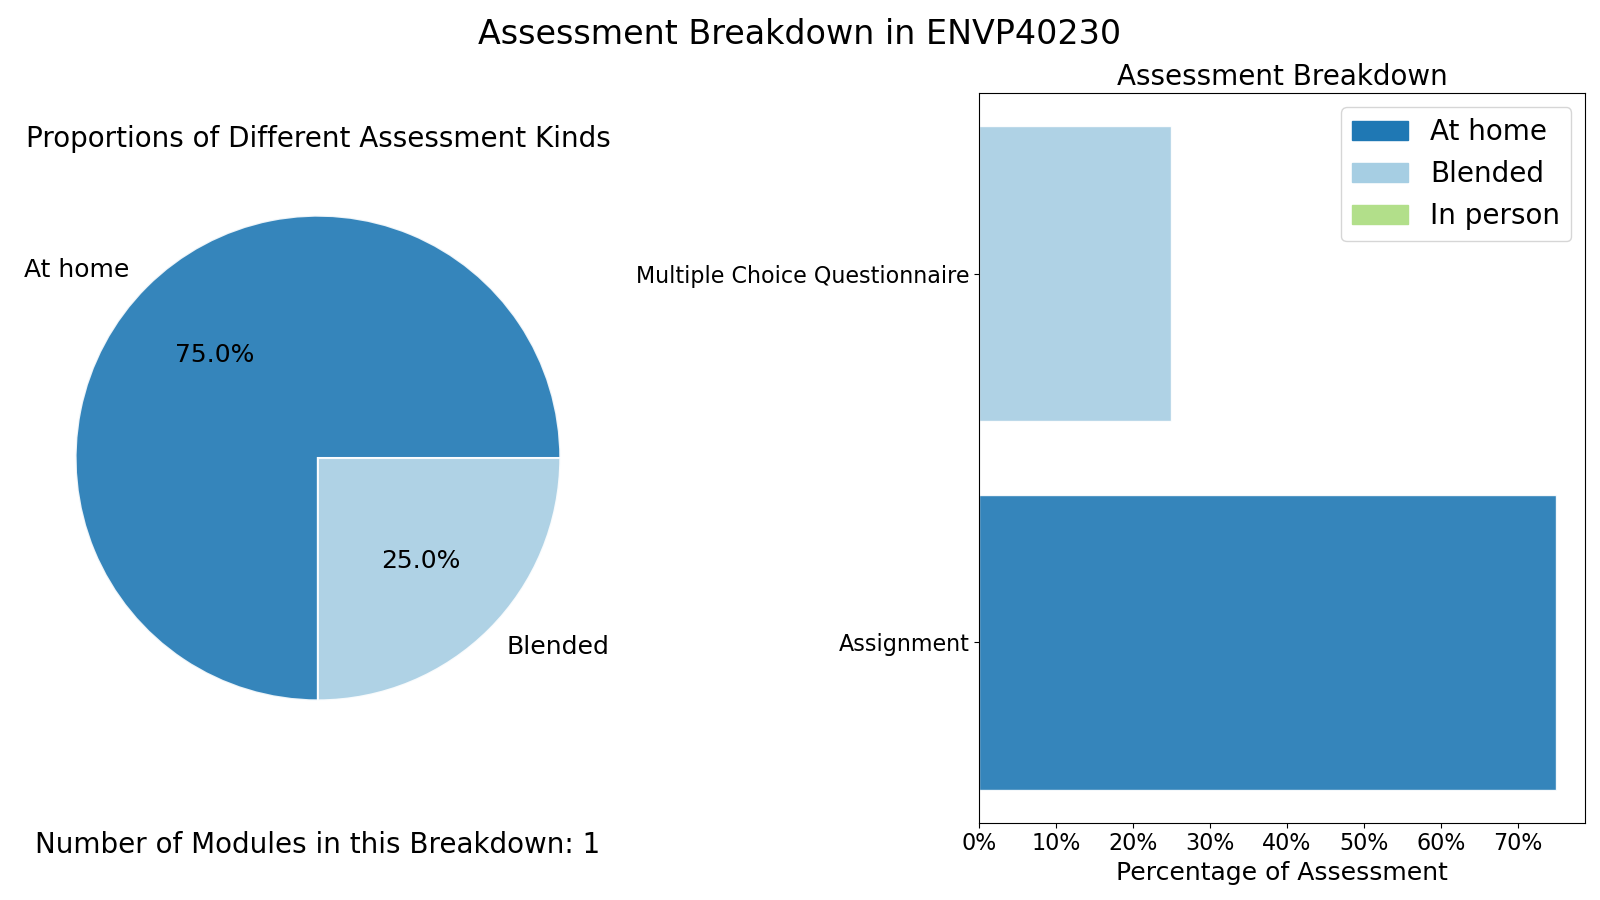 Assessment Breakdown in ENVP40230
Proportions of Different Assessment Kinds
At home
75.0%
25.0%
Blended
Number of Modules in this Breakdown: 1
Assessment Breakdown
At home
Blended
In person
Multiple Choice Questionnaire
Assignment
0% 10% 20% 30% 40% 50% 60% 70%
Percentage of Assessment